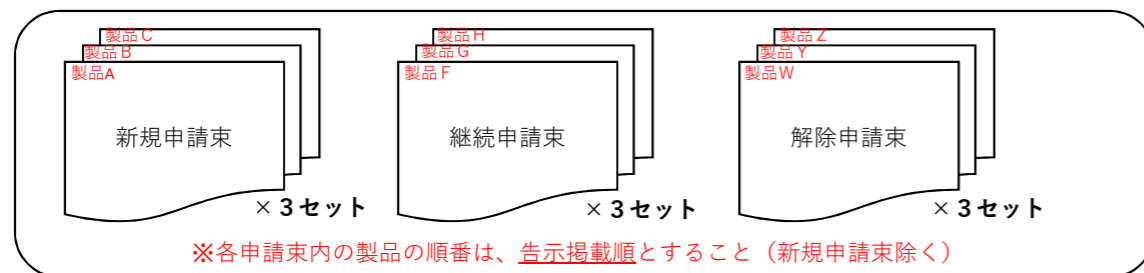 製品C
製品B
製品A
新規申請束
×３セット
製品H
製品G
製品F
継続申請束
×３セット
製品Z
製品Y
製品W
解除申請束
×３セット
※各申請束内の製品の順番は、告示掲載順とすること（新規申請束除く）